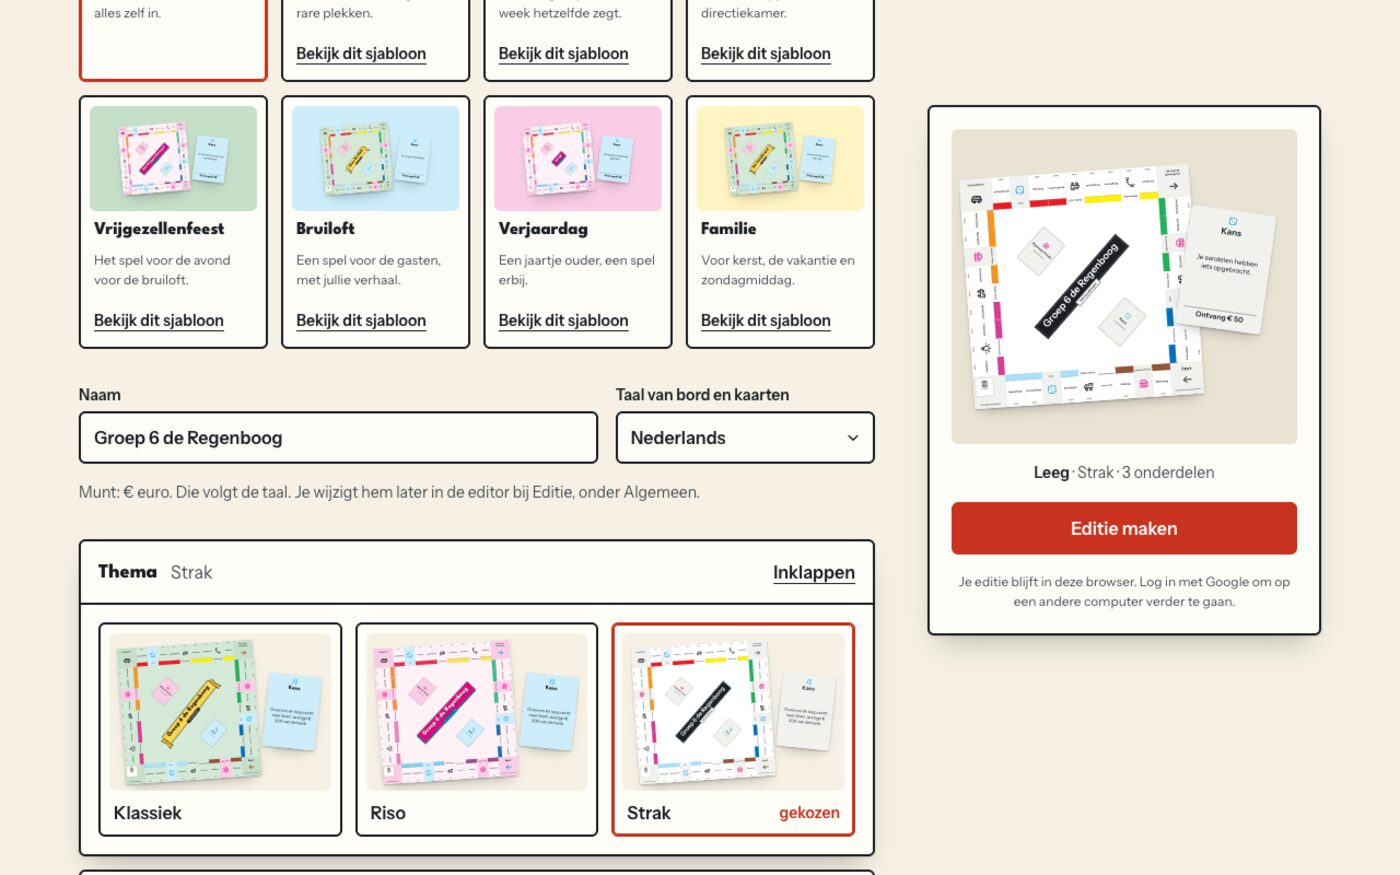 alles zelf in.
rare plekken.
week hetzelfde zegt.
directiekamer.
Bekijk dit sjabloon
Bekijk dit sjabloon
Bekijk dit sjabloon
Vrijgezellenfeest
Het spel voor de avond
voor de bruiloft.
Bekijk dit sjabloon
Bruiloft
Een spel voor de gasten,
met jullie verhaal.
Bekijk dit sjabloon
Verjaardag
Een jaartje ouder, een spel
erbij.
Bekijk dit sjabloon
Familie
Voor kerst, de vakantie en
zondagmiddag.
Bekijk dit sjabloon
Naam
Groep 6 de Regenboog
Taal van bord en kaarten
Nederlands
Munt: € euro. Die volgt de taal. Je wijzigt hem later in de editor bij Editie, onder Algemeen.
Thema Strak
Inklappen
Groep 6 de Regenboog
Kans
Klassiek
Groep 6 de Regenboog
Kans
Riso
Groep 6 de Regenboog
Kans
Strak
gekozen
Groep 6 de Regenboog
Kans
Start
Kans
Je aandelen hebben
iets opgebracht.
Ontvang € 50
Leeg · Strak · 3 onderdelen
Editie maken
Je editie blijft in deze browser. Log in met Google om op
een andere computer verder te gaan.